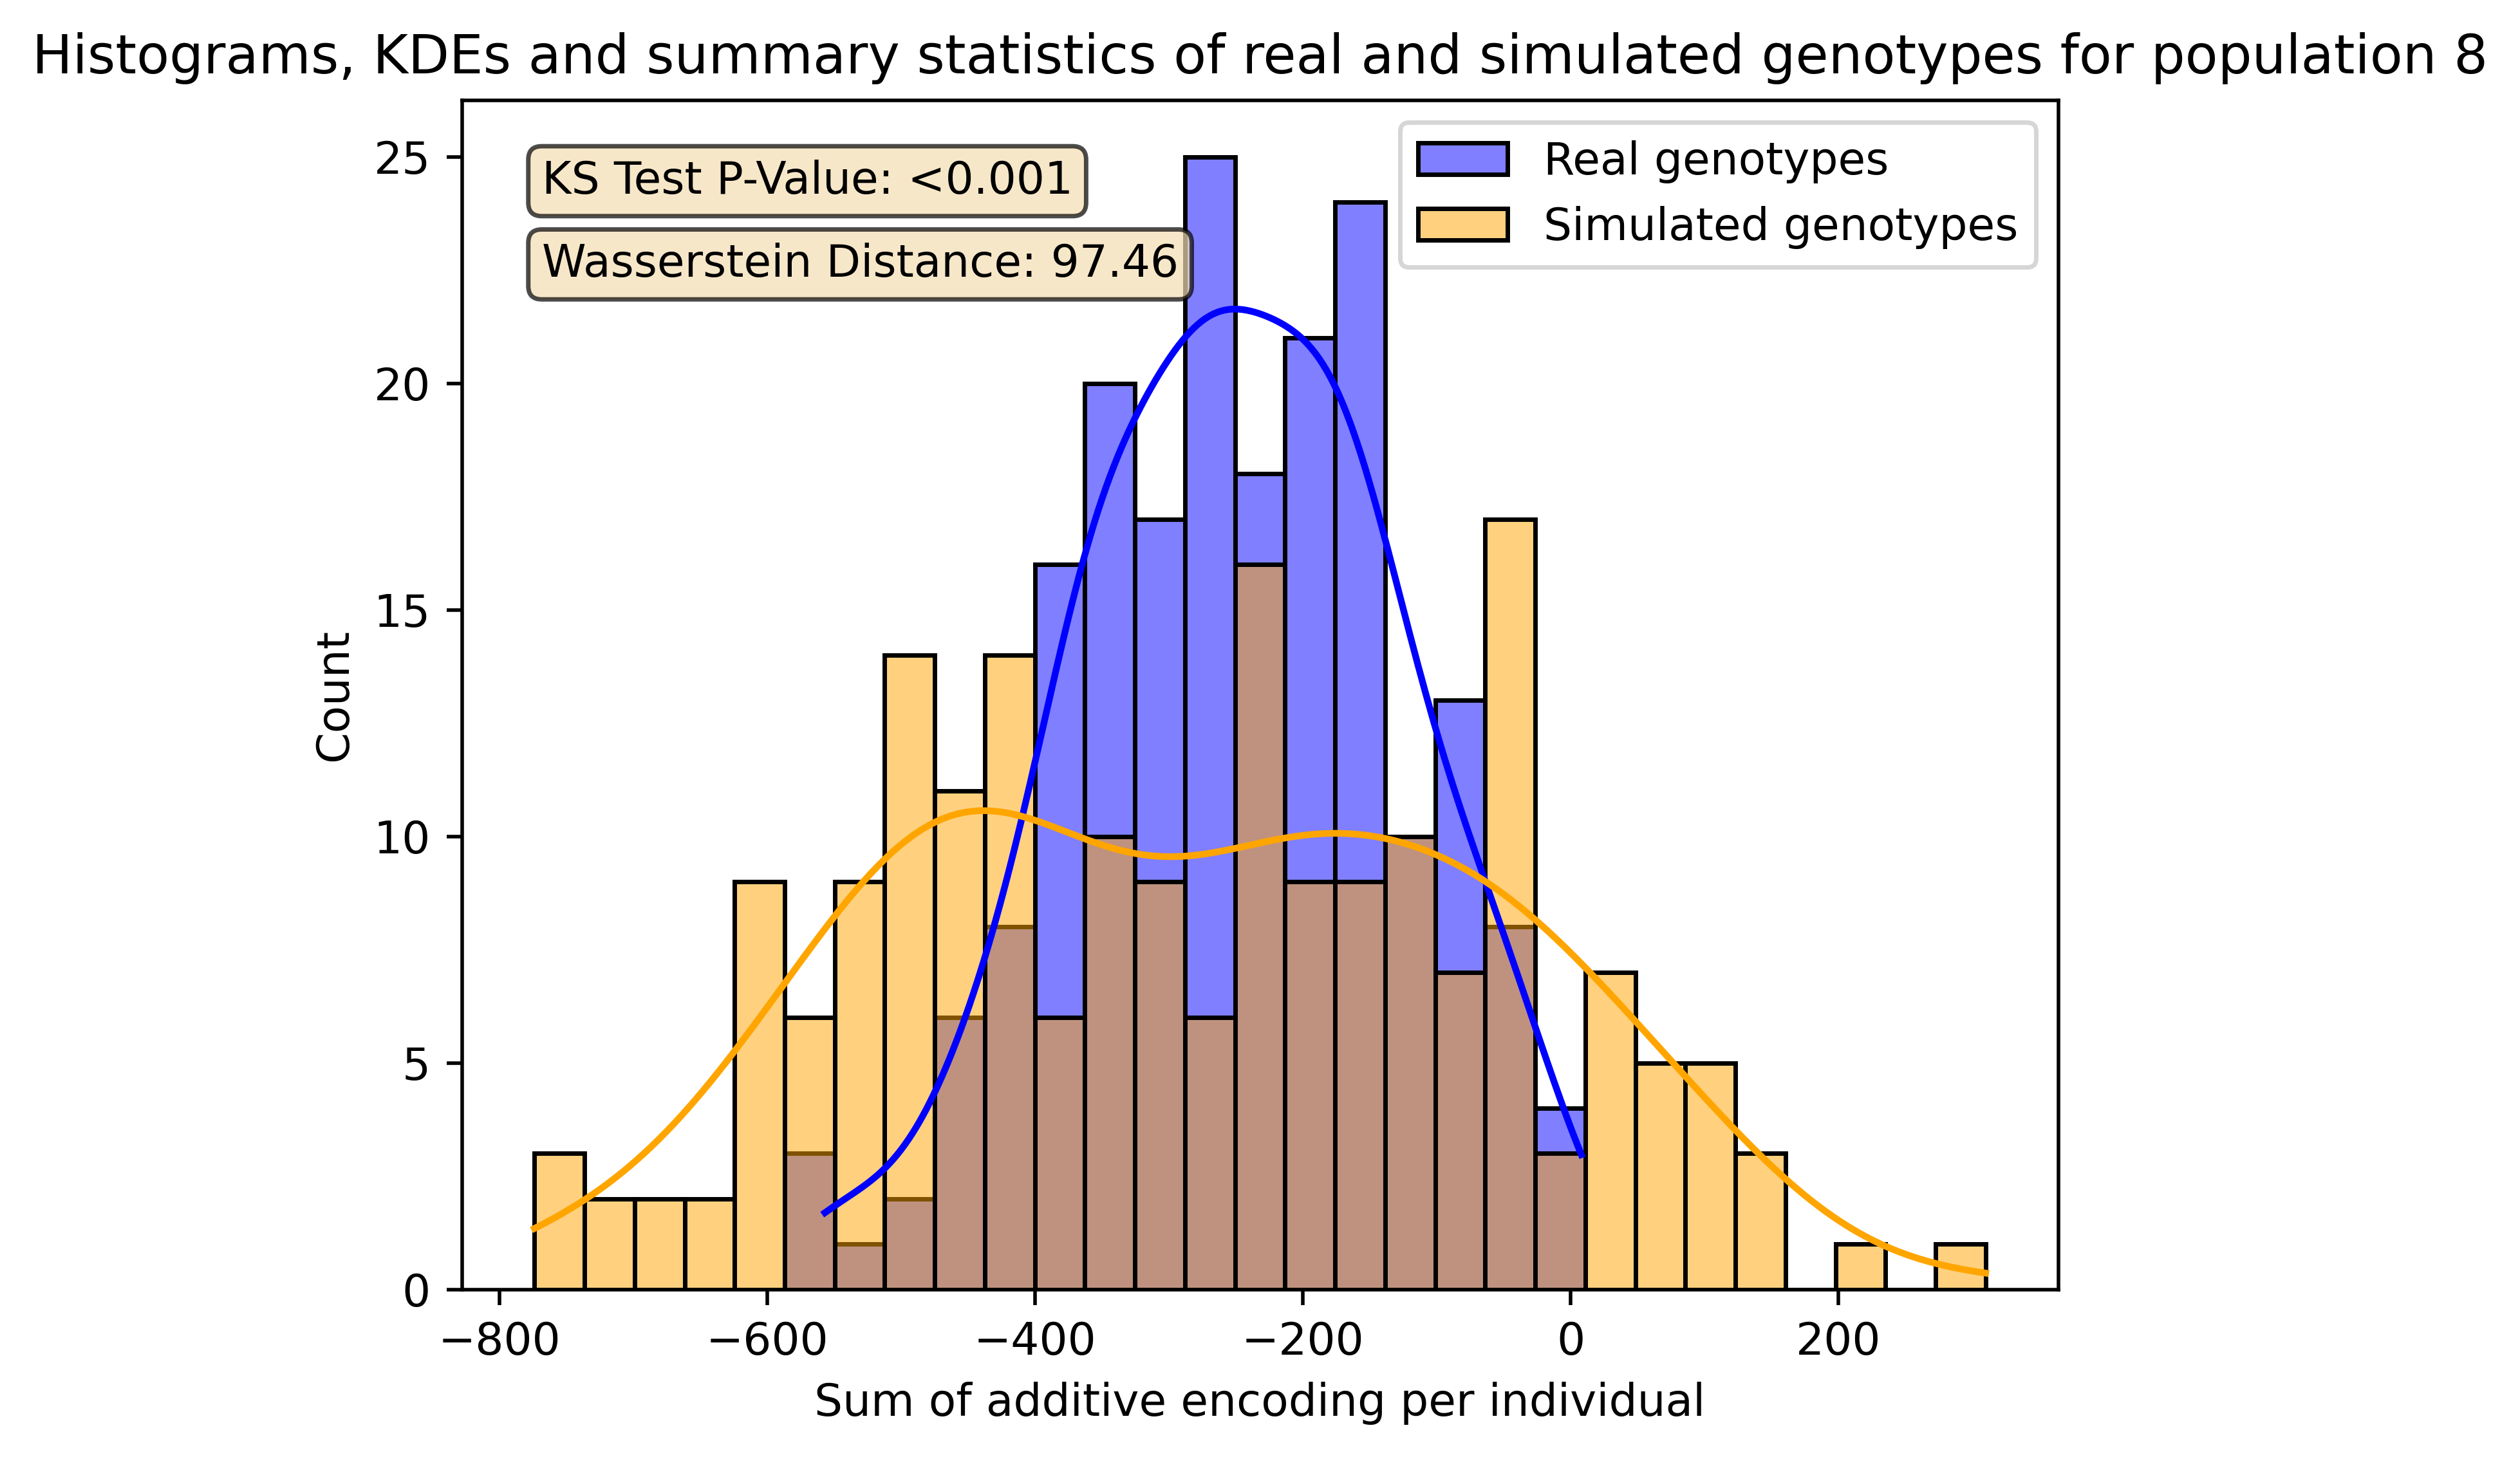 Histograms, KDEs and summary statistics of real and simulated genotypes for population 8
KS Test P-Value: <0.001
Wasserstein Distance: 97.46
Real genotypes
Simulated genotypes
25
20
15
10
5
0
Count
−800
−600
−400
−200
0
200
Sum of additive encoding per individual